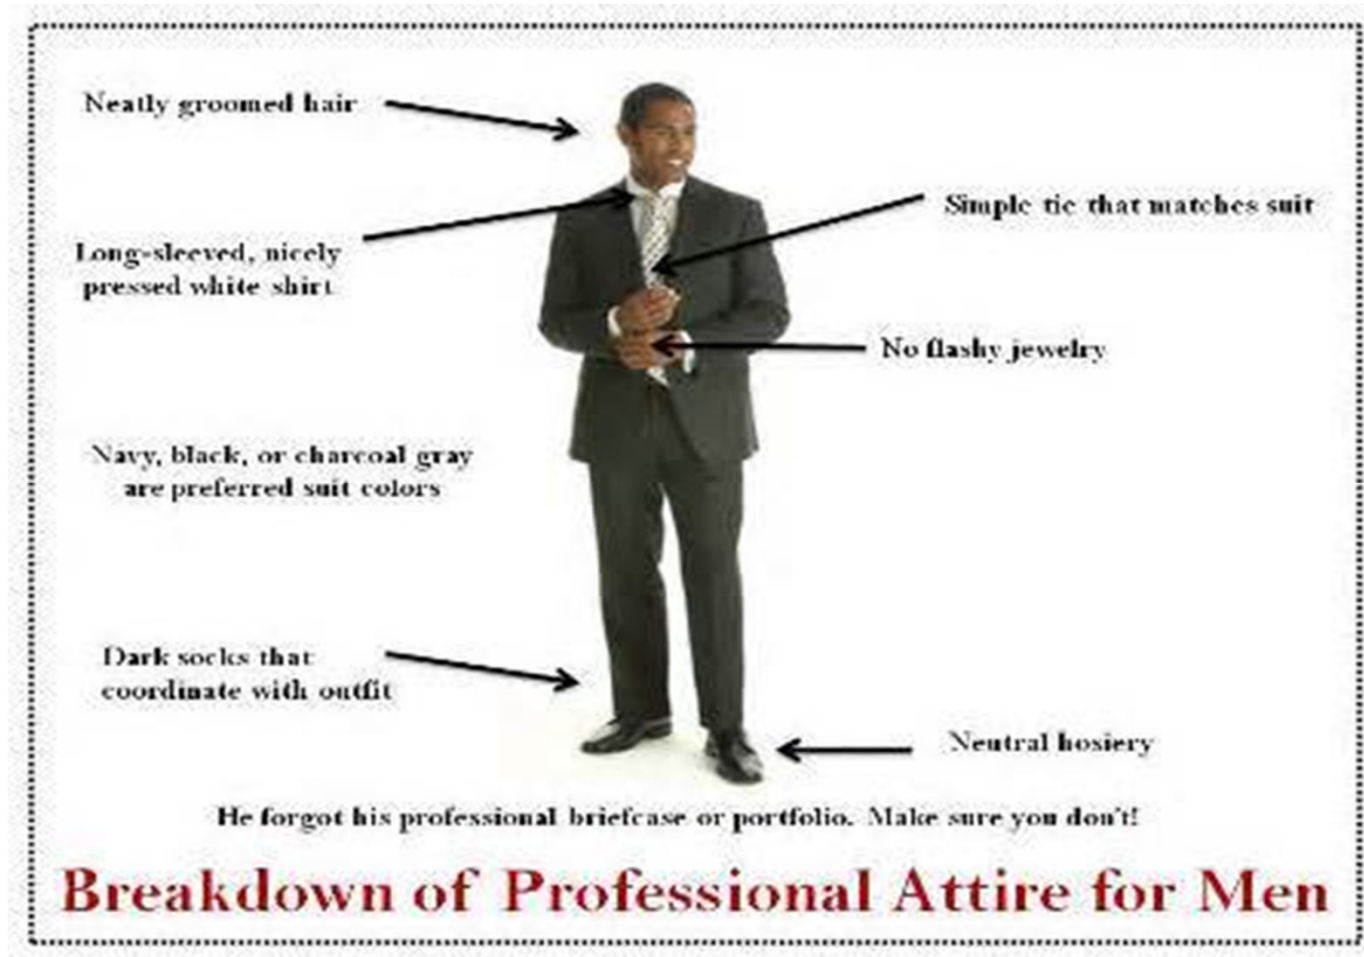 Neatly groomed hair
Simple tie that matches suit
Long-sleeved, nicely
pressed white shirt
No flashy jewelry
Navy, black, or charcoal gray
are preferred suit colors
Dark socks that
coordinate with outfit
Neutral hosiery
He forgot his professional briefcase or portfolio. Make sure you don't!
Breakdown of Professional Attire for Men